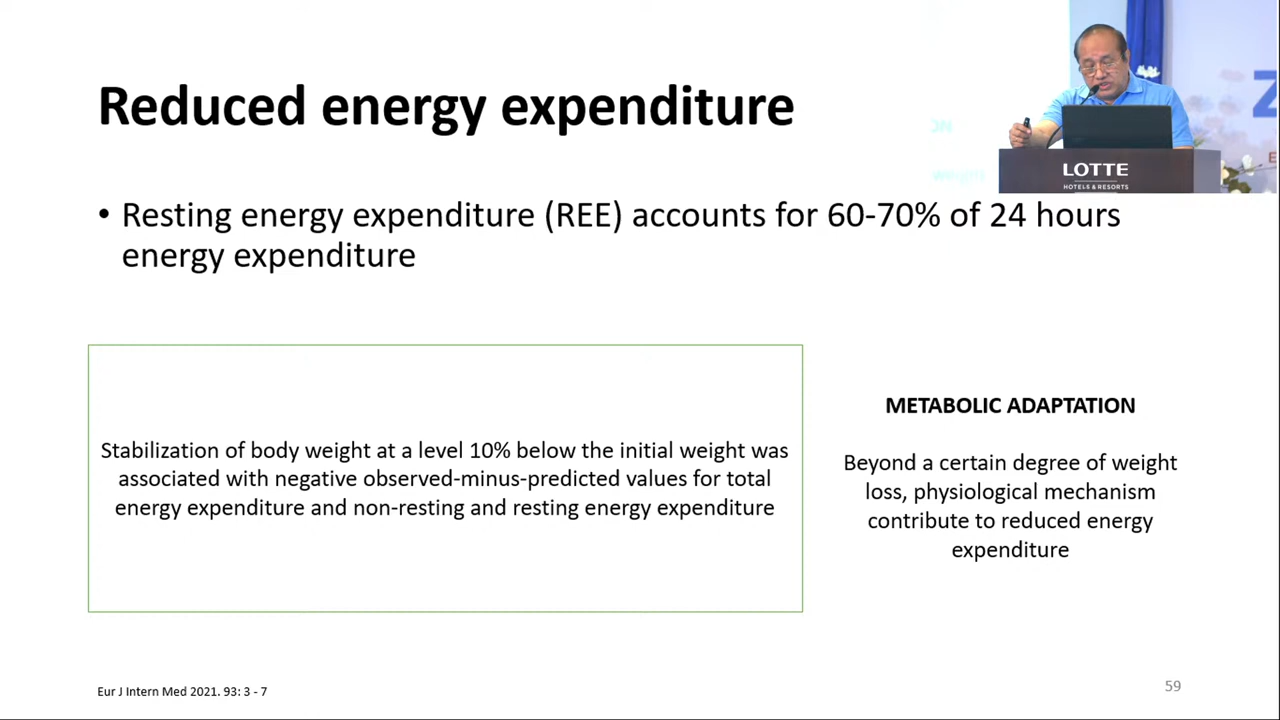 Reduced energy expenditure
LOTTE
HOTELS & RESORTS
• Resting energy expenditure (REE) accounts for 60-70% of 24 hours
energy expenditure
Stabilization of body weight at a level 10% below the initial weight was
associated with negative observed-minus-predicted values for total
energy expenditure and non-resting and resting energy expenditure
METABOLIC ADAPTATION
Beyond a certain degree of weight
loss, physiological mechanism
contribute to reduced energy
expenditure
Eur J Intern Med 2021. 93: 3 - 7
59